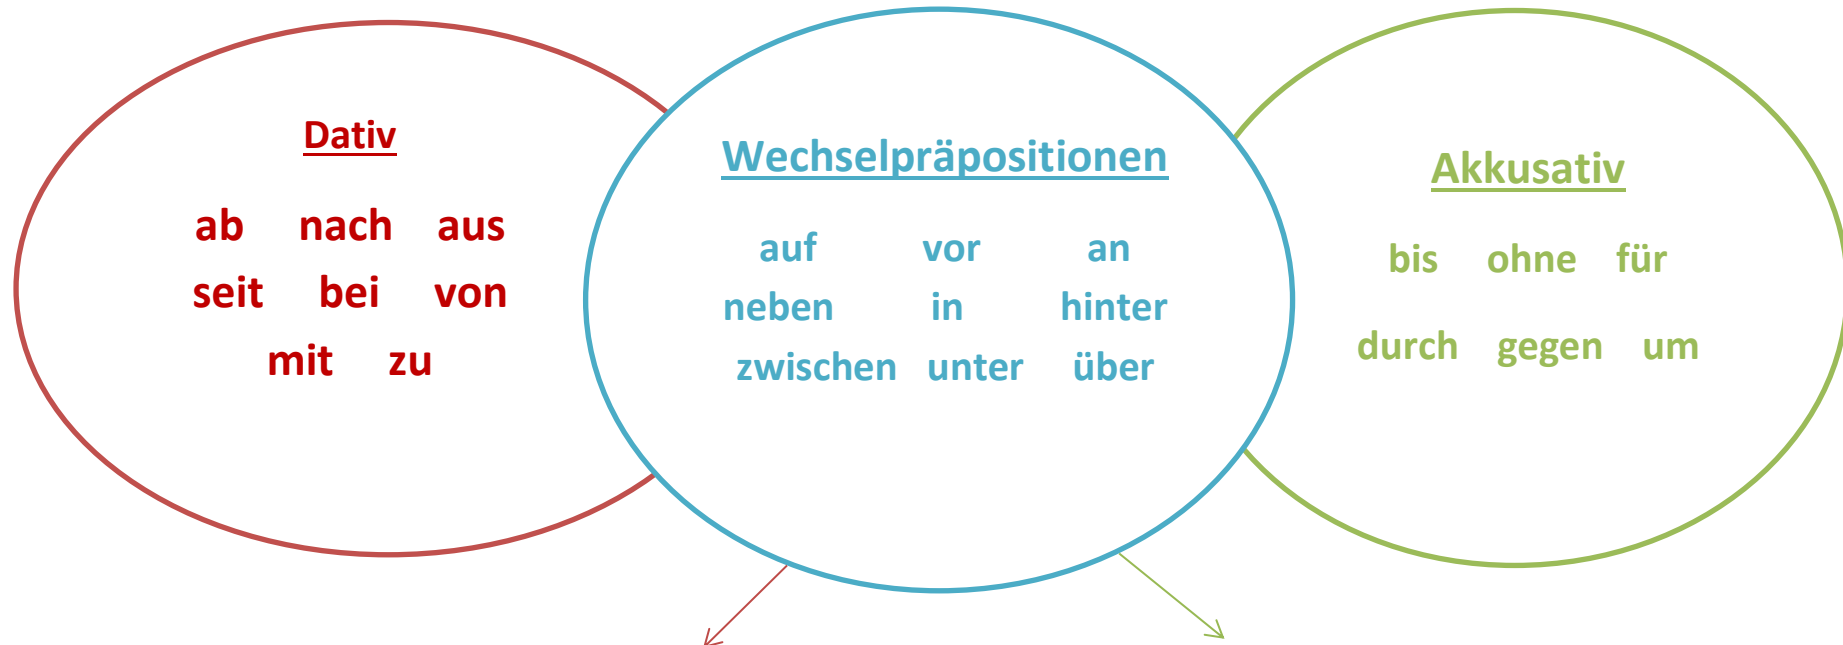 Dativ
ab nach aus
seit bei von
mit zu
Wechselpräpositionen
auf vor an
neben in hinter
zwischen unter über
Akkusativ
bis ohne für
durch gegen um